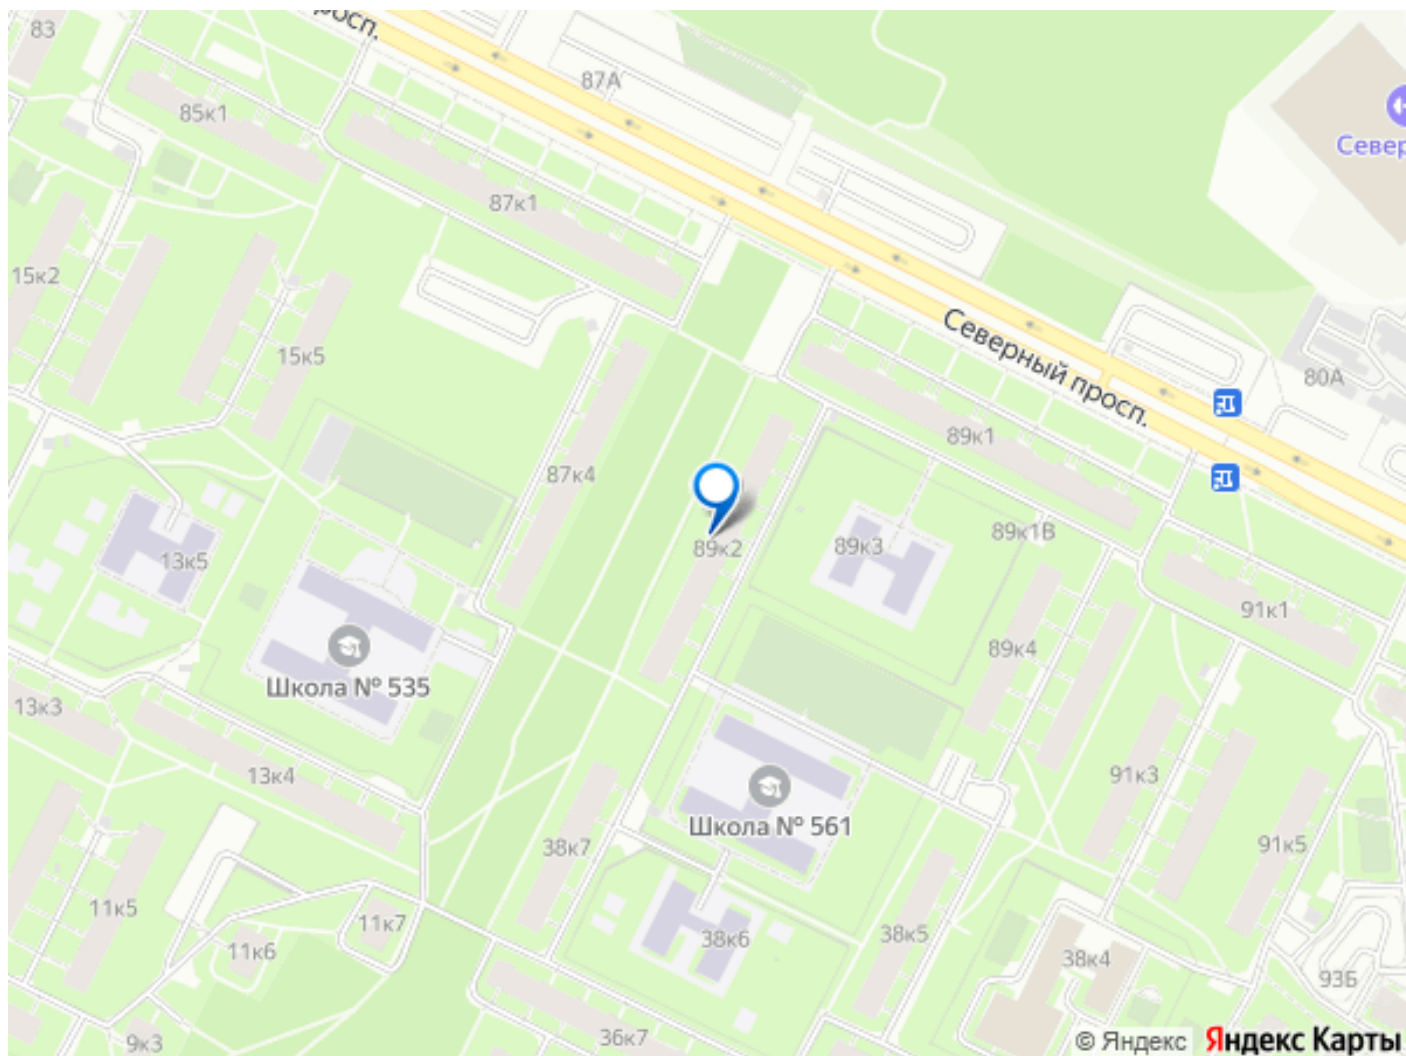 83
просп.
87А
85к1
Север
87к1
15к2
15к5
Северный просп.
80А
89к1
87к4
89к1В
89к2
89к3
13к5
91к1
89к4
Школа № 535
13к3
13к4
91к3
Школа № 561
38к7
91к5
11к5
11к7
38к6
38к5
11к6
38к4
93Б
36к7
9к3
© Яндекс Яндекс Карты